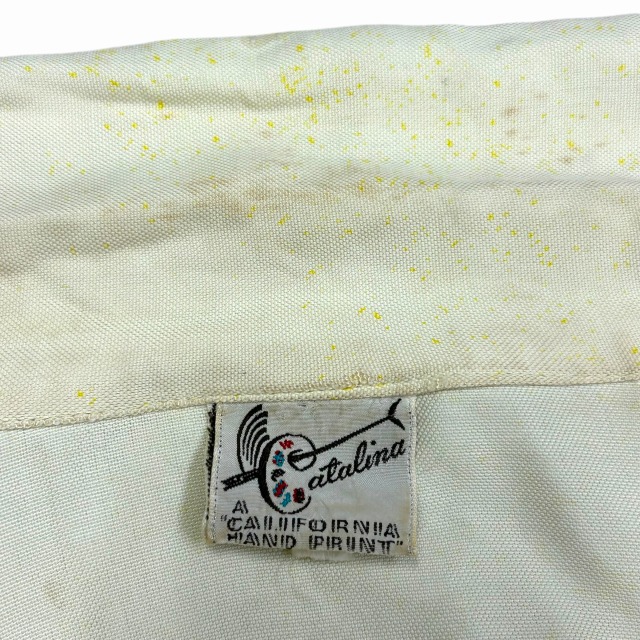 Catalina
A
"CALIFORNIA
HAND PRINT"